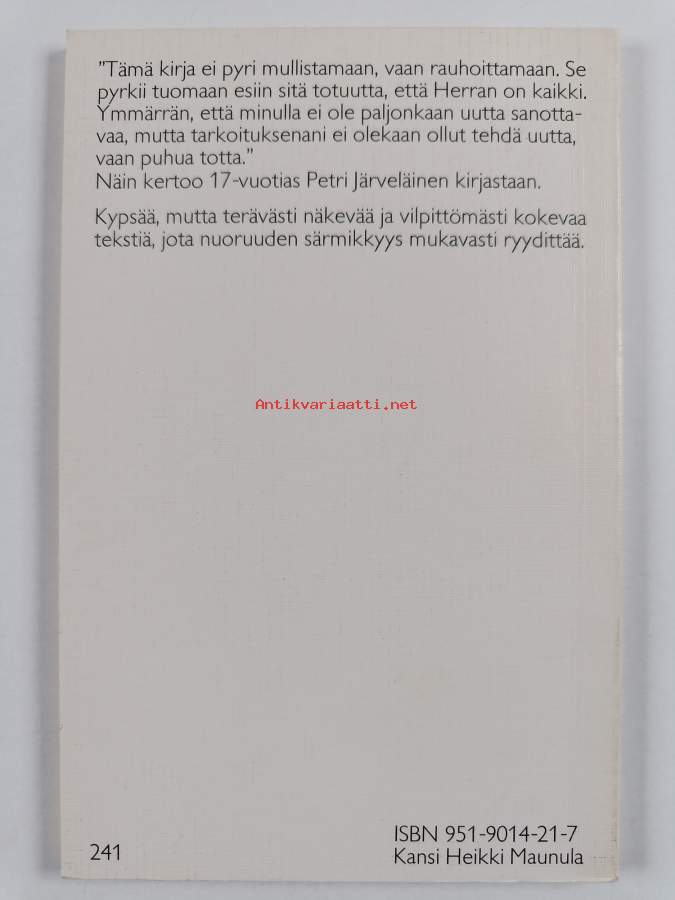 "Tämä kirja ei pyri mullistamaan, vaan rauhoittamaan. Se
pyrkii tuomaan esiin sitä totuutta, että Herran on kaikki.
Ymmärrän, että minulla ei ole paljonkaan uutta sanotta-
vaa, mutta tarkoituksenani ei olekaan ollut tehdä uutta,
vaan puhua totta."
Näin kertoo 17-vuotias Petri Järveläinen kirjastaan.
Kypsää, mutta terävästi näkevää ja vilpittömästi kokevaa
tekstiä, jota nuoruuden särmikkyys mukavasti ryydittää.
Antikvariaatti.net
241
ISBN 951-9014-21-7
Kansi Heikki Maunula